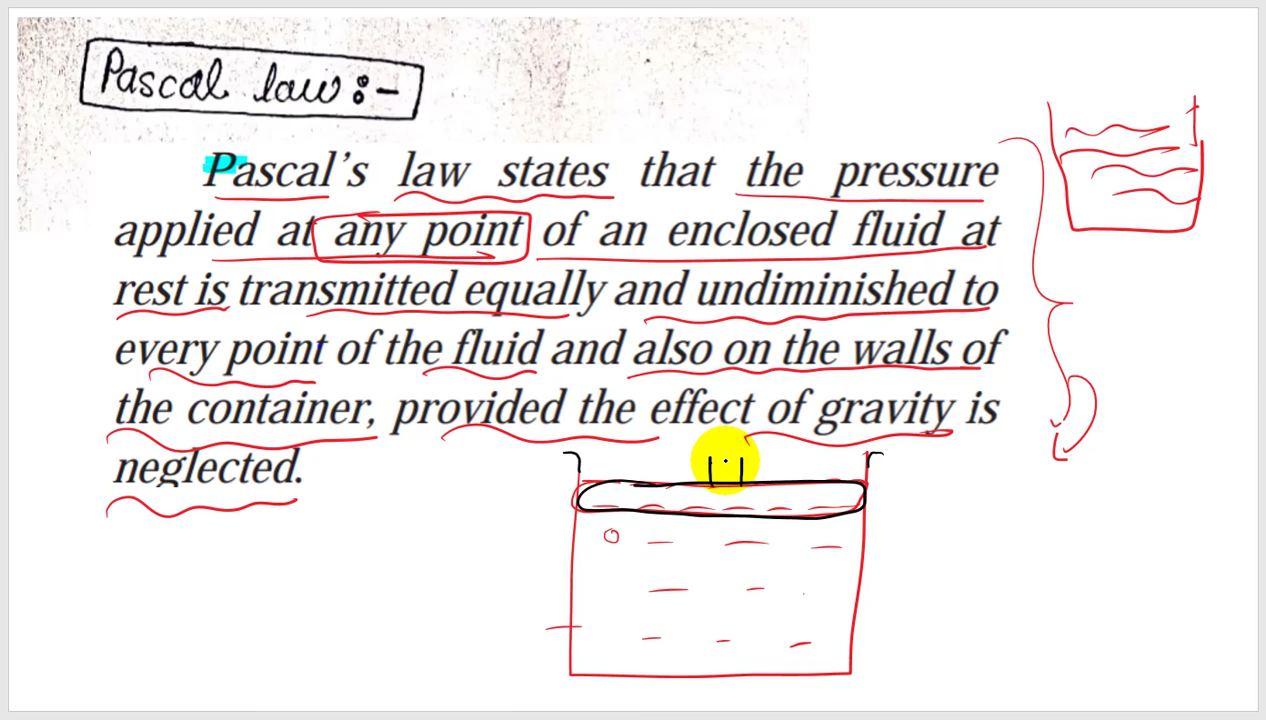 Pascal law :-
Pascal's law states that the pressure
applied at any point of an enclosed fluid at
rest is transmitted equally and undiminished to
every point of the fluid and also on the walls of
the container, provided the effect of gravity is
neglected.